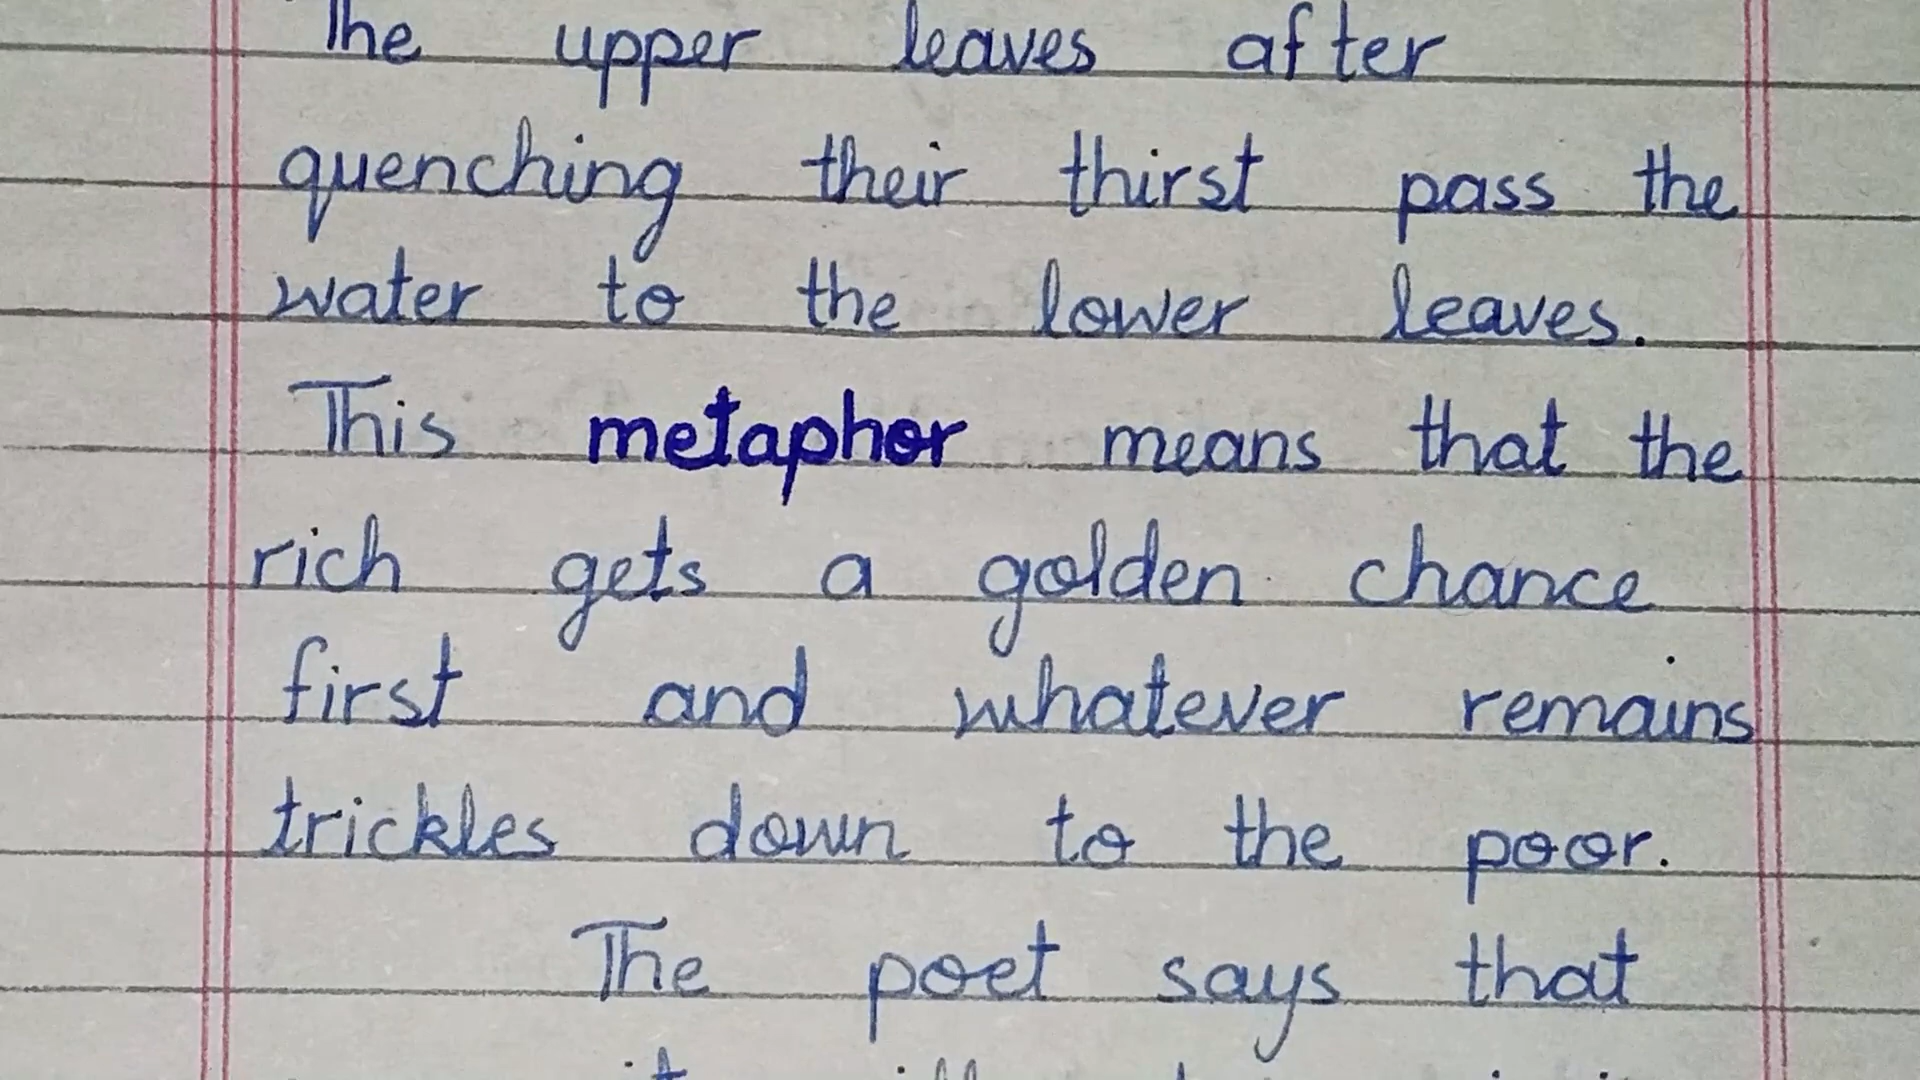 The upper leaves after
quenching their thirst pass the
water to the lower leaves.
This metaphor means that the
rich gets a golden chance
first and whatever remains
trickles down to the poor.
The poet says that